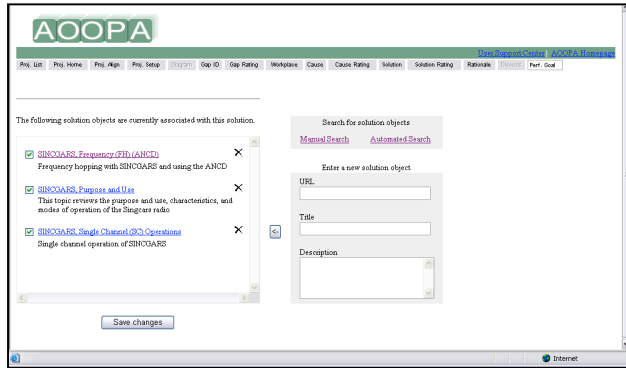 AOOPA
User Support Center AOOPA Homepage
Proj. List Proj. Home Proj. Align Proj. Setup Diagram Gap ID Gap Rating Workplace Cause Cause Rating Solution Solution Rating Rationale Discuss Perf. Goal
The following solution objects are currently associated with this solution.
SINCGARS, Frequency (FH) (ANCD)
Frequency hopping with SINCGARS and using the ANCD
SINCGARS, Purpose and Use
This topic reviews the purpose and use, characteristics, and
modes of operation of the Singcars radio
SINCGARS, Single Channel (SC) Operations
Single channel operation of SINCGARS
Save changes
<-
Search for solution objects
Manual Search Automated Search
Enter a new solution object
URL
Title
Description
Internet